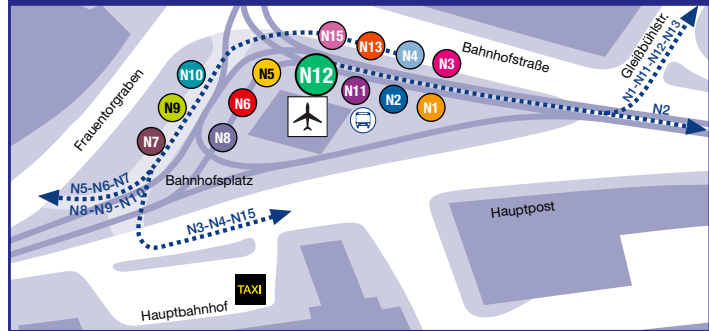 N15
N13
N4
N3
Bahnhofstraße
Gleißbühlstr.
N1-N11-N12-N13
N2
N10
N5
N12
N11
N2
N1
N9
N6
N7
N8
Frauentorgraben
Bahnhofsplatz
N5-N6-N7
N8-N9-N10
N3-N4-N15
Hauptpost
Hauptbahnhof
TAXI